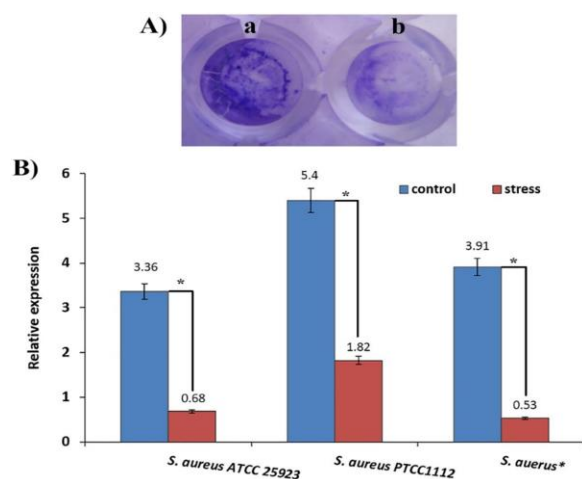 A)
a
b
B)
6
5
4
3
2
1
0
Relative expression
control
stress
3.36
*
0.68
5.4
*
1.82
3.91
*
0.53
S. aureus ATCC 25923
S. aureus PTCC1112
S. auerus*